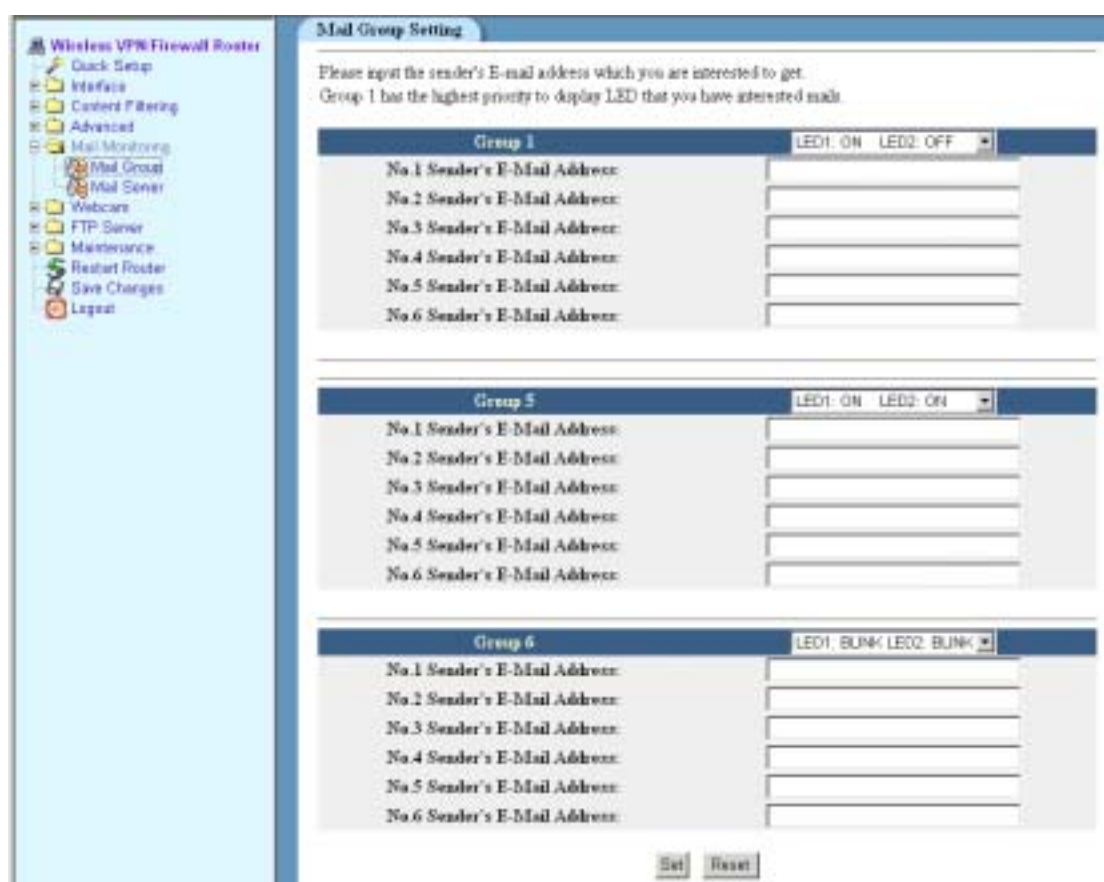 Mail Group Setting
Wireless VPN/Firewall Router
Quick Setup
Interface
Content Filtering
Advanced
Mail Monitoring
Mail Group
Mail Server
Webcam
FTP Server
Maintenance
Restart Router
Save Changes
Logout
Please input the sender's E-mail address which you are interested to get.
Group 1 has the highest priority to display LED that you have interested mails.
Group 1 LED1: ON LED2: OFF
No.1 Sender's E-Mail Address:
No.2 Sender's E-Mail Address:
No.3 Sender's E-Mail Address:
No.4 Sender's E-Mail Address:
No.5 Sender's E-Mail Address:
No.6 Sender's E-Mail Address:
Group 5 LED1: ON LED2: ON
No.1 Sender's E-Mail Address:
No.2 Sender's E-Mail Address:
No.3 Sender's E-Mail Address:
No.4 Sender's E-Mail Address:
No.5 Sender's E-Mail Address:
No.6 Sender's E-Mail Address:
Group 6 LED1: BLINK LED2: BLINK
No.1 Sender's E-Mail Address:
No.2 Sender's E-Mail Address:
No.3 Sender's E-Mail Address:
No.4 Sender's E-Mail Address:
No.5 Sender's E-Mail Address:
No.6 Sender's E-Mail Address:
Set Reset